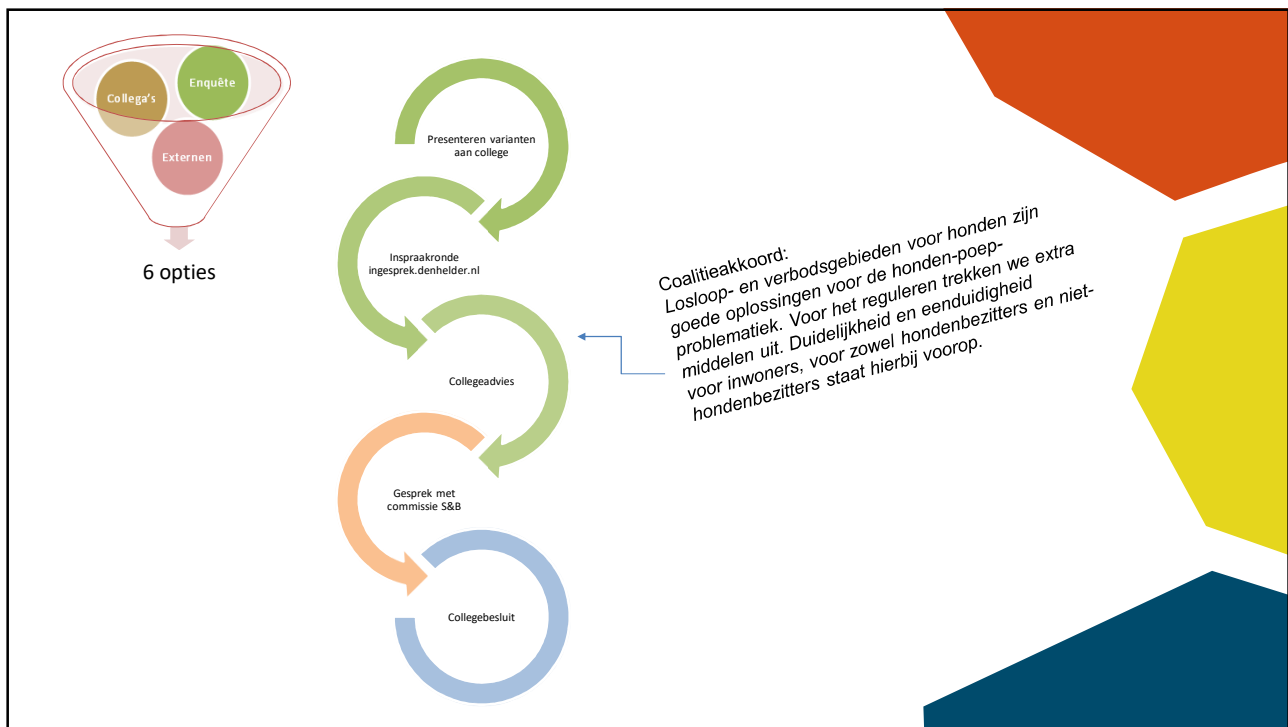 Collega's
Enquête
Externen
6 opties
Presenteren varianten
aan college
Inspraakronde
ingesprek.denhelder.nl
Collegeadvies
Gesprek met
commissie S&B
Collegebesluit
Coalitieakkoord:
Losloop- en verbodsgebieden voor honden zijn
goede oplossingen voor de honden-poep-
problematiek. Voor het reguleren trekken we extra
middelen uit. Duidelijkheid en eenduidigheid
voor inwoners, voor zowel hondenbezitters en niet-
hondenbezitters staat hierbij voorop.